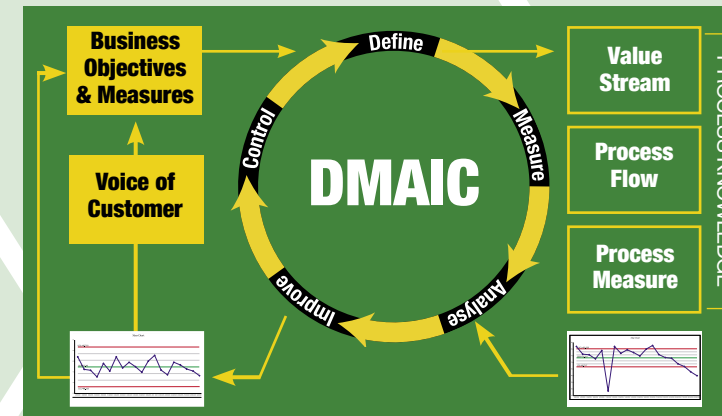 Business
Objectives
& Measures
Voice of
Customer
Define
Measure
Analyse
Improve
Control
DMAIC
Value
Stream
Process
Flow
Process
Measure